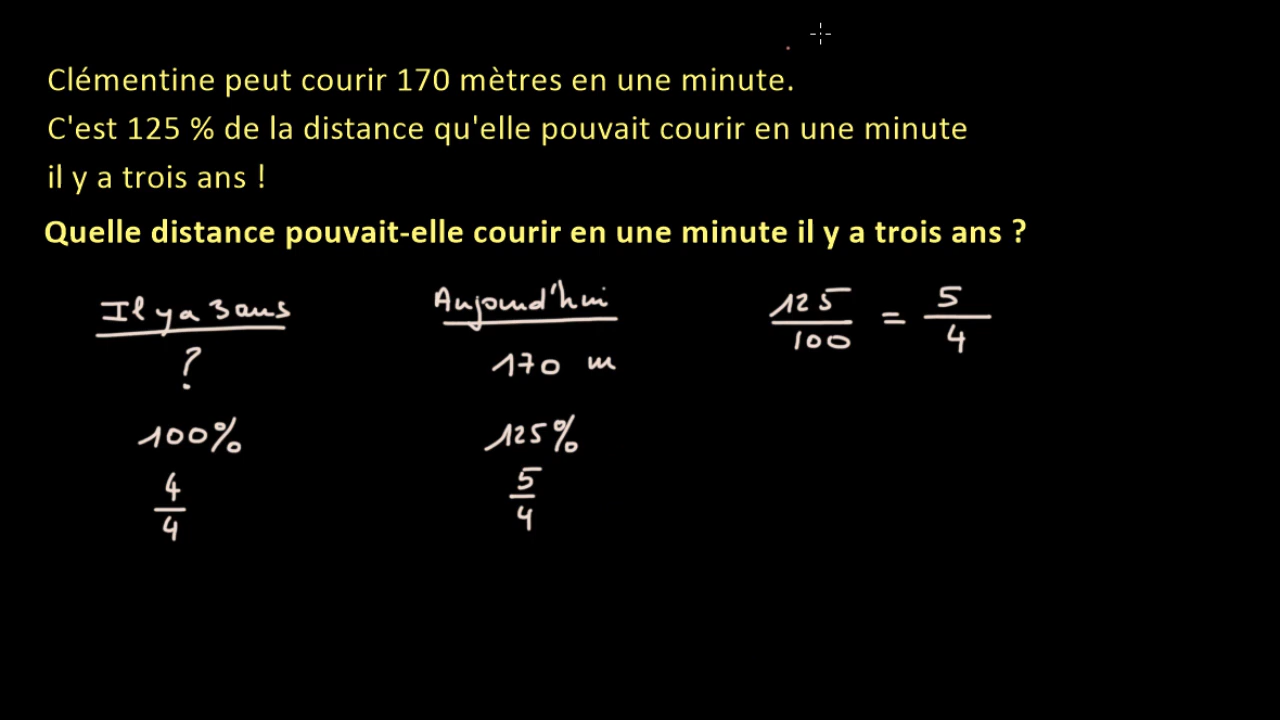 Clémentine peut courir 170 mètres en une minute.
C'est 125 % de la distance qu'elle pouvait courir en une minute
il y a trois ans !
Quelle distance pouvait-elle courir en une minute il y a trois ans ?
Il y a 3 ans
?
100%
4/4
Aujourd'hui
170 m
125%
5/4
125/100 = 5/4